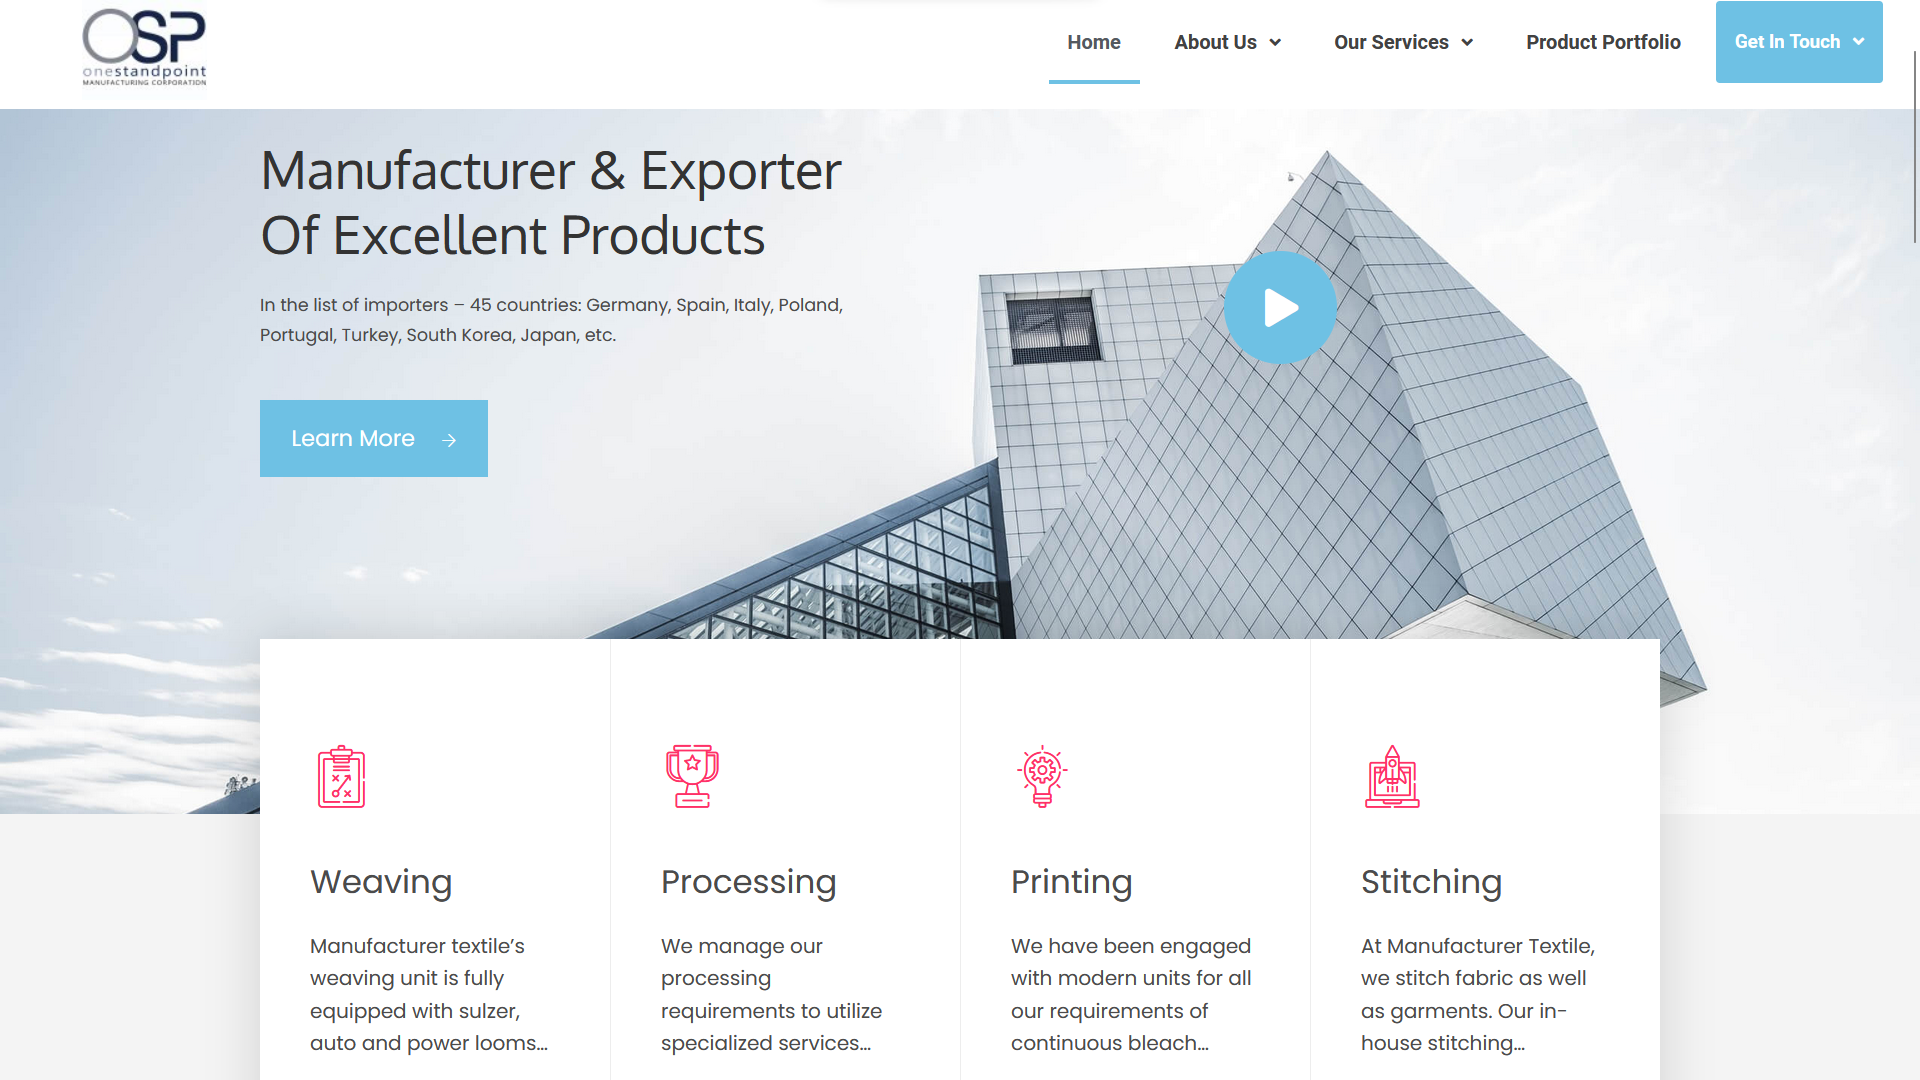 OSP
onestandpoint
MANUFACTURING CORPORATION
Home
About Us
Our Services
Product Portfolio
Get In Touch
Manufacturer & Exporter
Of Excellent Products
In the list of importers – 45 countries: Germany, Spain, Italy, Poland,
Portugal, Turkey, South Korea, Japan, etc.
Learn More →
Weaving
Manufacturer textile’s
weaving unit is fully
equipped with sulzer,
auto and power looms…
Processing
We manage our
processing
requirements to utilize
specialized services…
Printing
We have been engaged
with modern units for all
our requirements of
continuous bleach…
Stitching
At Manufacturer Textile,
we stitch fabric as well
as garments. Our in-
house stitching…